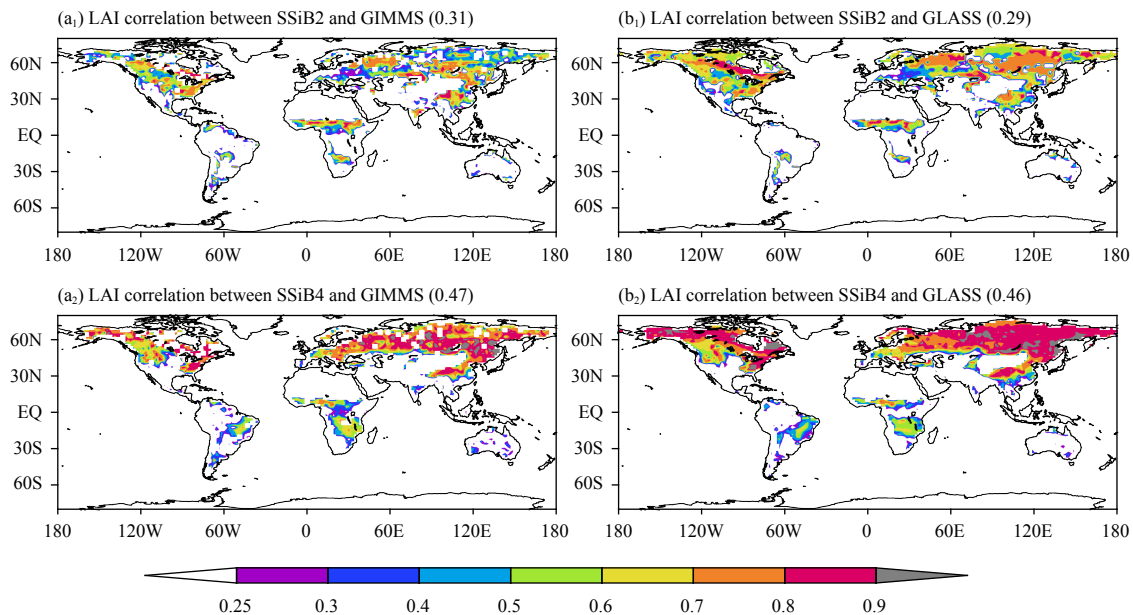 (a₁) LAI correlation between SSiB2 and GIMMS (0.31)
(b₁) LAI correlation between SSiB2 and GLASS (0.29)
60N
30N
EQ
30S
60S
180 120W 60W 0 60E 120E 180
60N
30N
EQ
30S
60S
180 120W 60W 0 60E 120E 180
(a₂) LAI correlation between SSiB4 and GIMMS (0.47)
(b₂) LAI correlation between SSiB4 and GLASS (0.46)
60N
30N
EQ
30S
60S
180 120W 60W 0 60E 120E 180
60N
30N
EQ
30S
60S
180 120W 60W 0 60E 120E 180
0.25 0.3 0.4 0.5 0.6 0.7 0.8 0.9